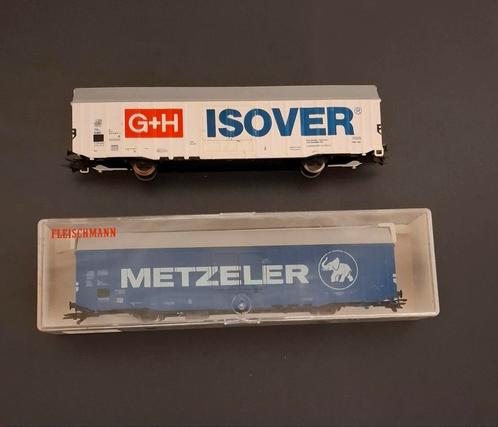 G+H ISOVER®
FLEISCHMANN
METZELER